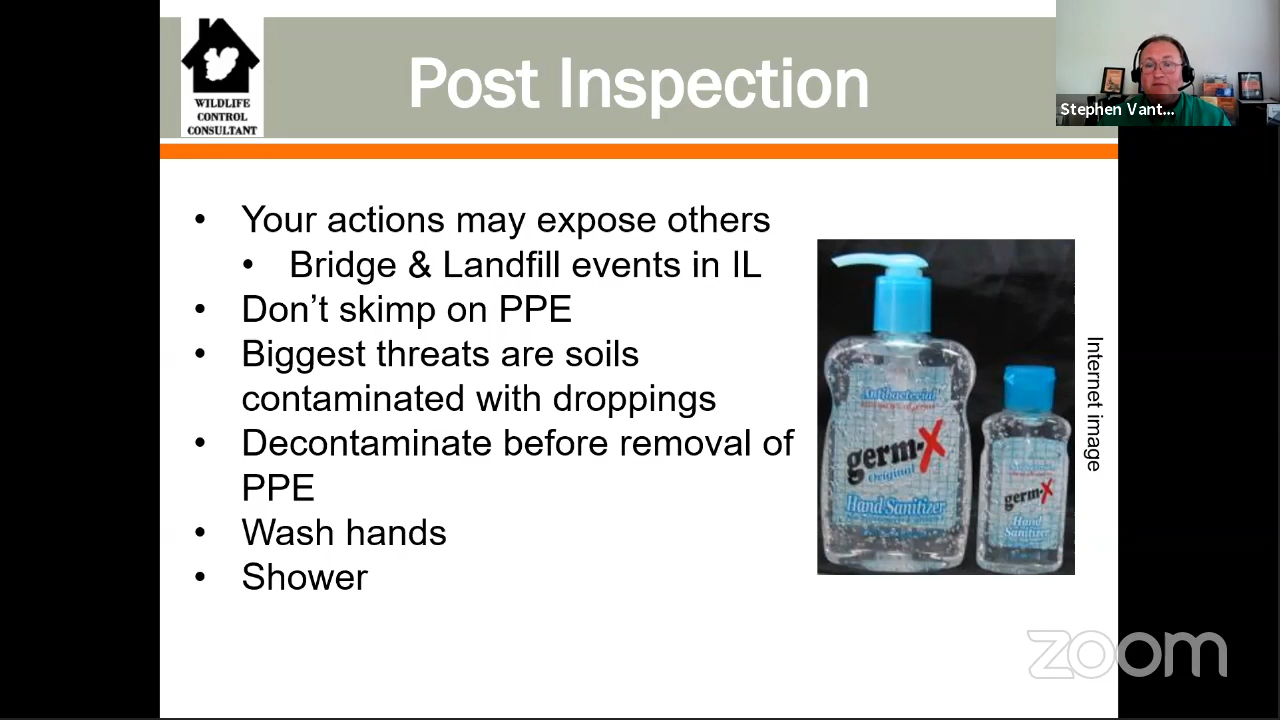 WILDLIFE
CONTROL
CONSULTANT
Post Inspection
Stephen Vant...
• Your actions may expose others
• Bridge & Landfill events in IL
• Don’t skimp on PPE
• Biggest threats are soils
contaminated with droppings
• Decontaminate before removal of
PPE
• Wash hands
• Shower
Antibacterial
germ-X
Original
Hand Sanitizer
germ-X
Hand
Sanitizer
Internet image
zoom